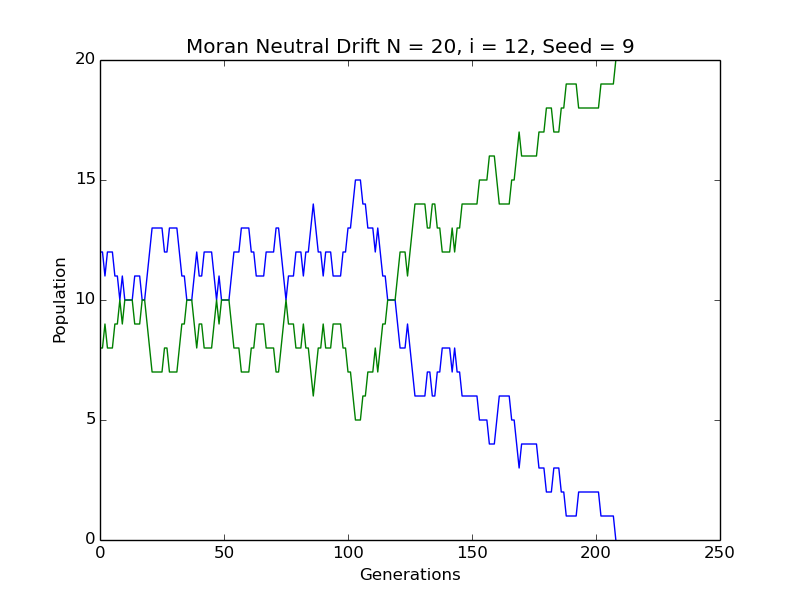 Moran Neutral Drift N = 20, i = 12, Seed = 9
20
15
10
5
0
Population
0 50 100 150 200 250
Generations